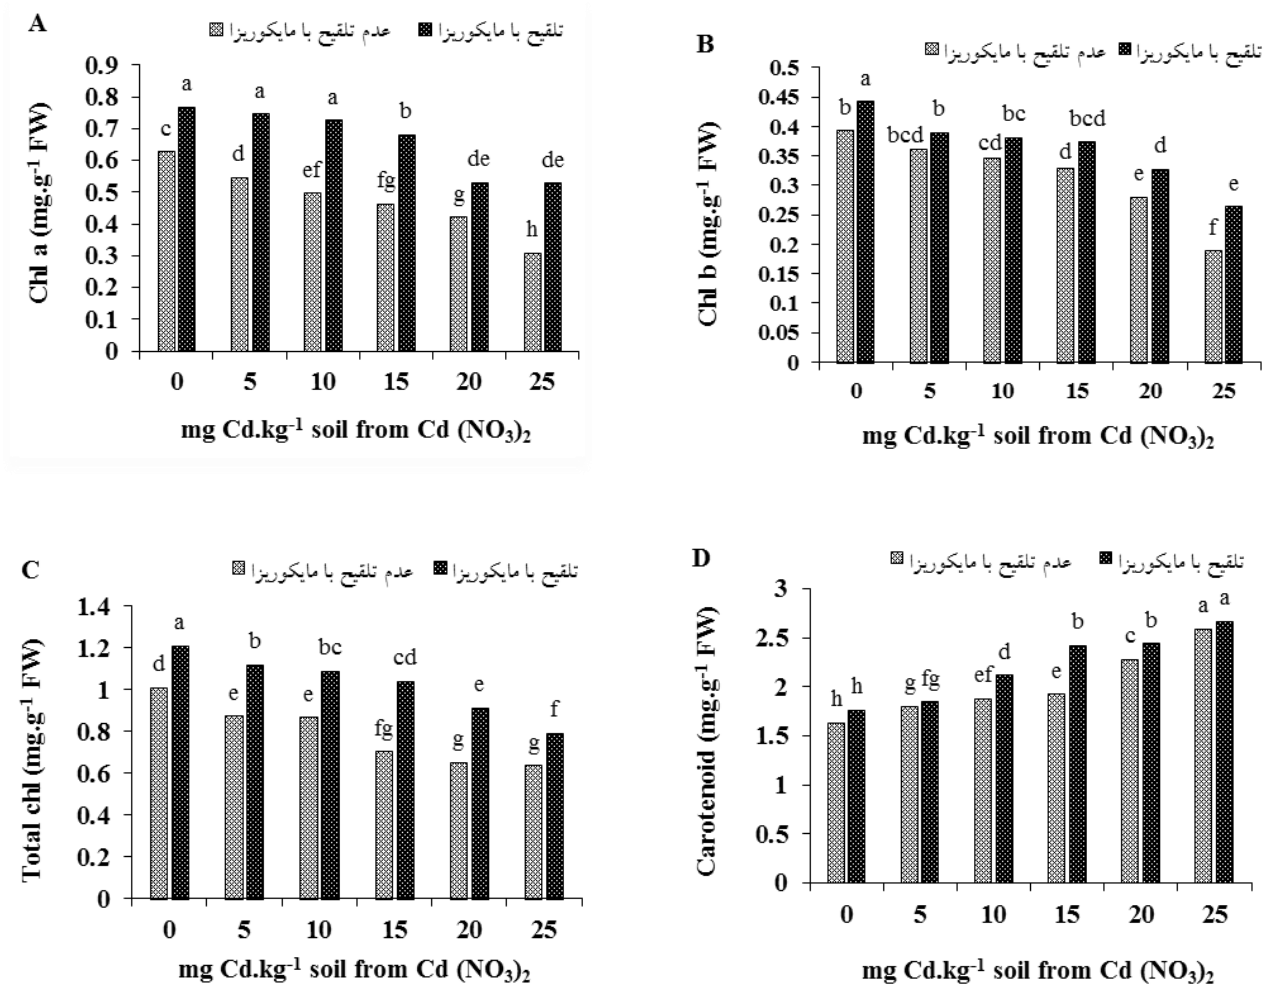 A
عدم تلقیح با مایکوریزا تلقیح با مایکوریزا
Chl a (mg.g⁻¹ FW)
0.9
0.8
0.7
0.6
0.5
0.4
0.3
0.2
0.1
0
c a d a ef a fg b g de h de
0 5 10 15 20 25
mg Cd.kg⁻¹ soil from Cd (NO₃)₂
B
عدم تلقیح با مایکوریزا تلقیح با مایکوریزا
Chl b (mg.g⁻¹ FW)
0.5
0.45
0.4
0.35
0.3
0.25
0.2
0.15
0.1
0.05
0
b a bcd b cd bc d bcd e d f e
0 5 10 15 20 25
mg Cd.kg⁻¹ soil from Cd (NO₃)₂
C
عدم تلقیح با مایکوریزا تلقیح با مایکوریزا
Total chl (mg.g⁻¹ FW)
1.4
1.2
1
0.8
0.6
0.4
0.2
0
d a e b e bc fg cd g e g f
0 5 10 15 20 25
mg Cd.kg⁻¹ soil from Cd (NO₃)₂
D
عدم تلقیح با مایکوریزا تلقیح با مایکوریزا
Carotenoid (mg.g⁻¹ FW)
3
2.5
2
1.5
1
0.5
0
h h g fg ef d e b c b a a
0 5 10 15 20 25
mg Cd.kg⁻¹ soil from Cd (NO₃)₂